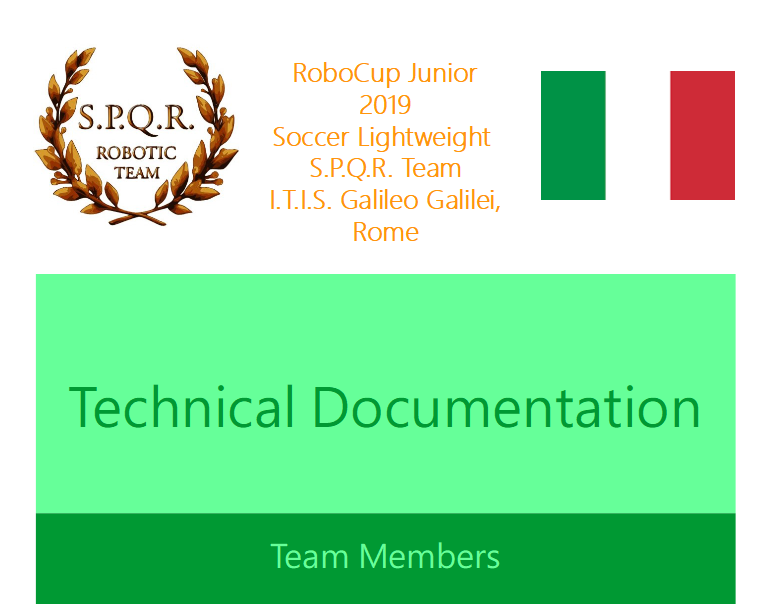 S.P.Q.R.
ROBOTIC
TEAM
RoboCup Junior
2019
Soccer Lightweight
S.P.Q.R. Team
I.T.I.S. Galileo Galilei,
Rome
Technical Documentation
Team Members